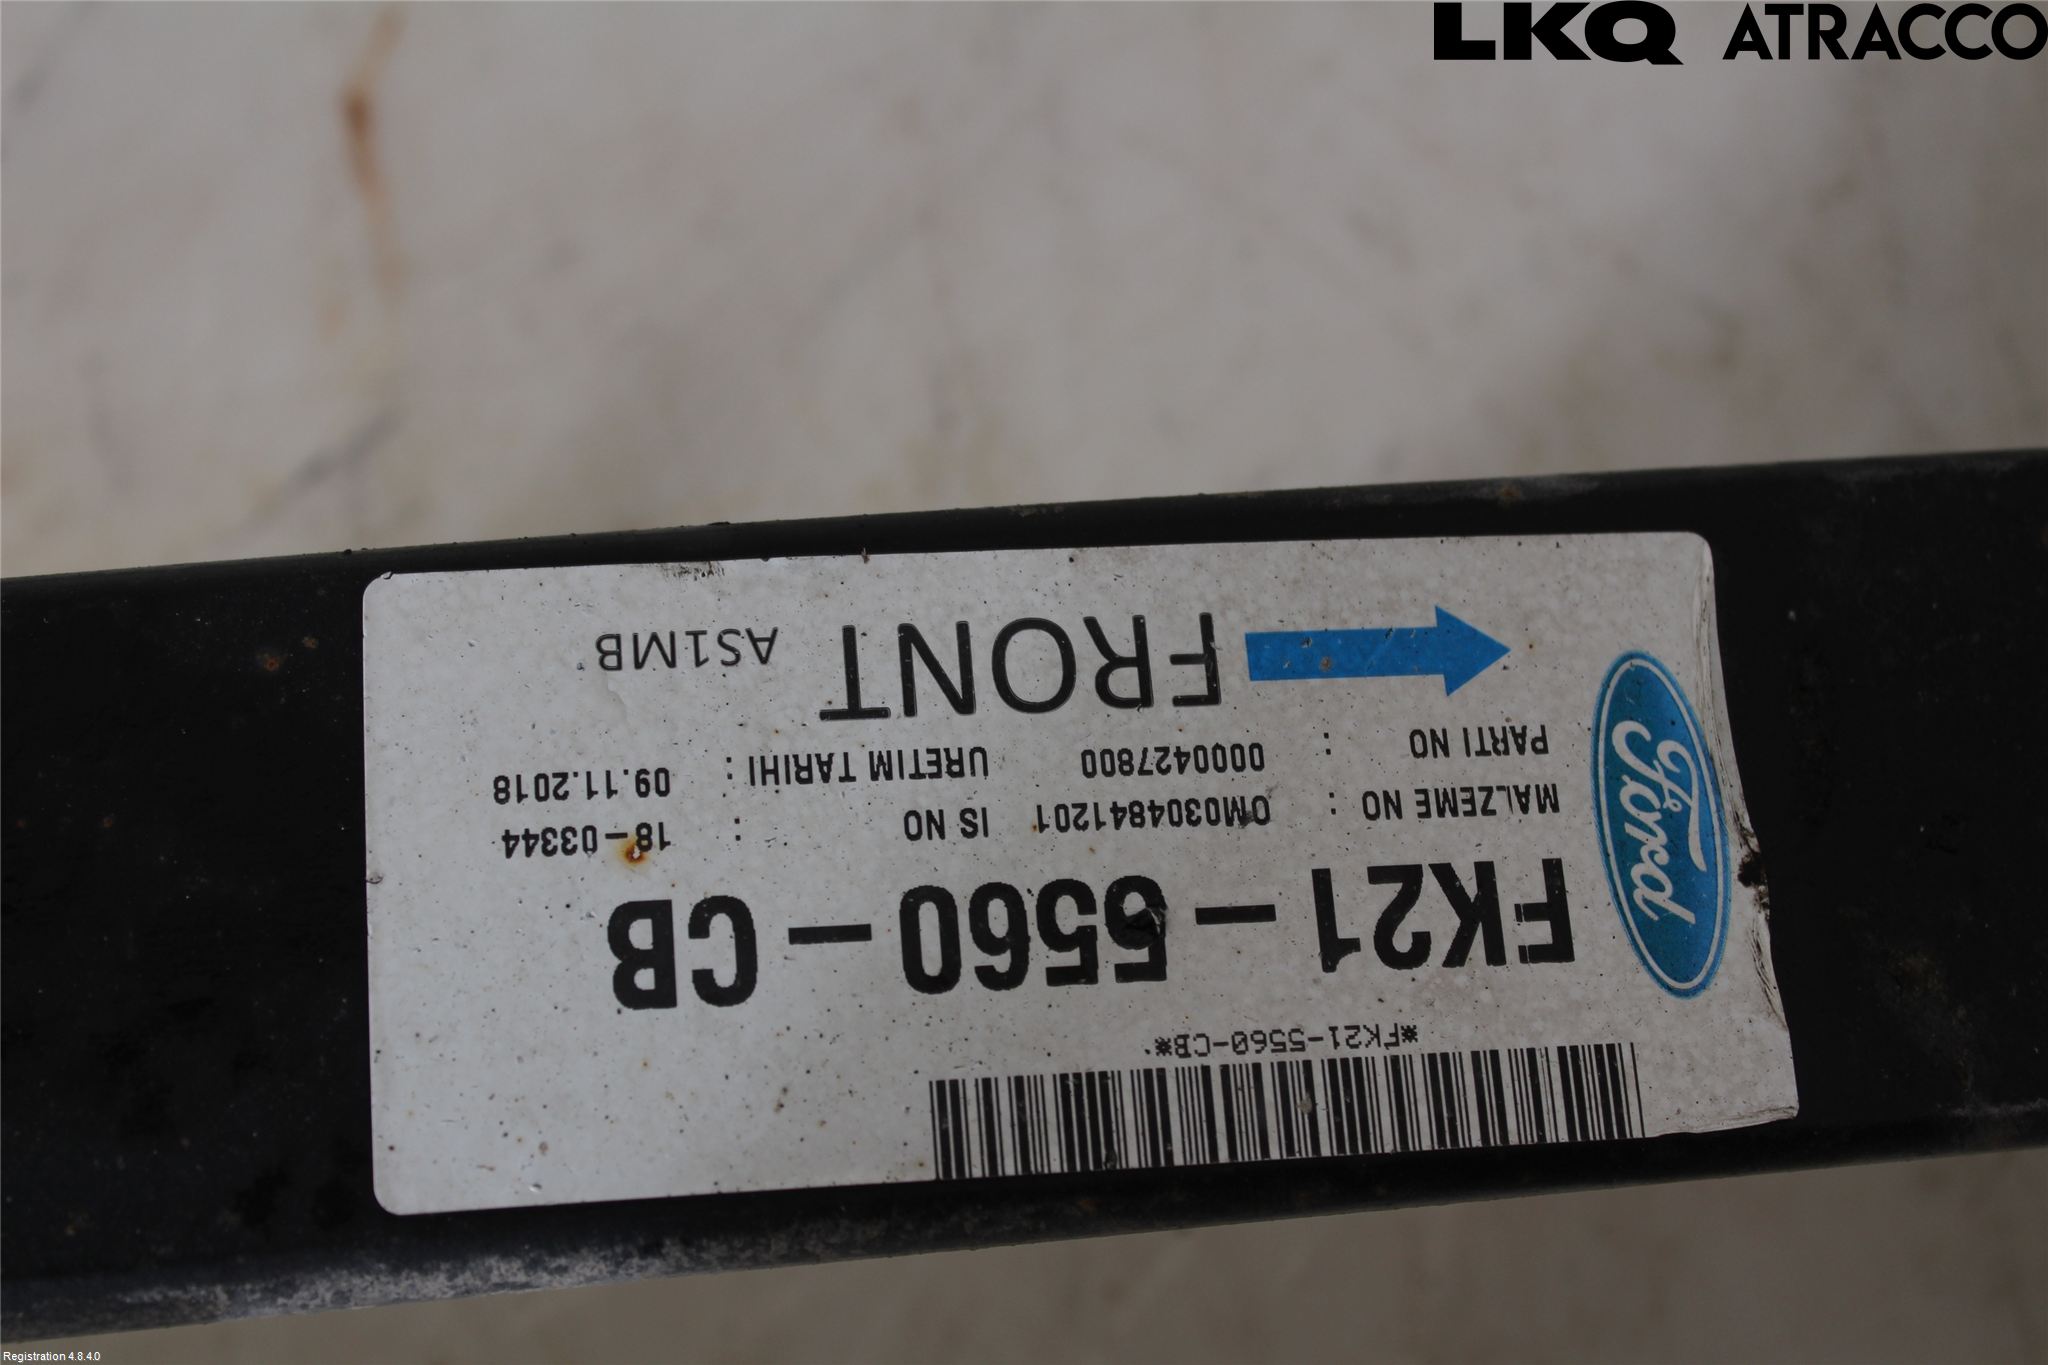 LKQ ATRACCO
*FK21-5560-CB*
FK21-5560-CB
Ford
MALZEME NO : 0M0304841201 IS NO : 18-03344
PARTI NO : 0000427800 URETIM TARIHI : 09.11.2018
FRONT AS1MB
Registration 4.8.4.0